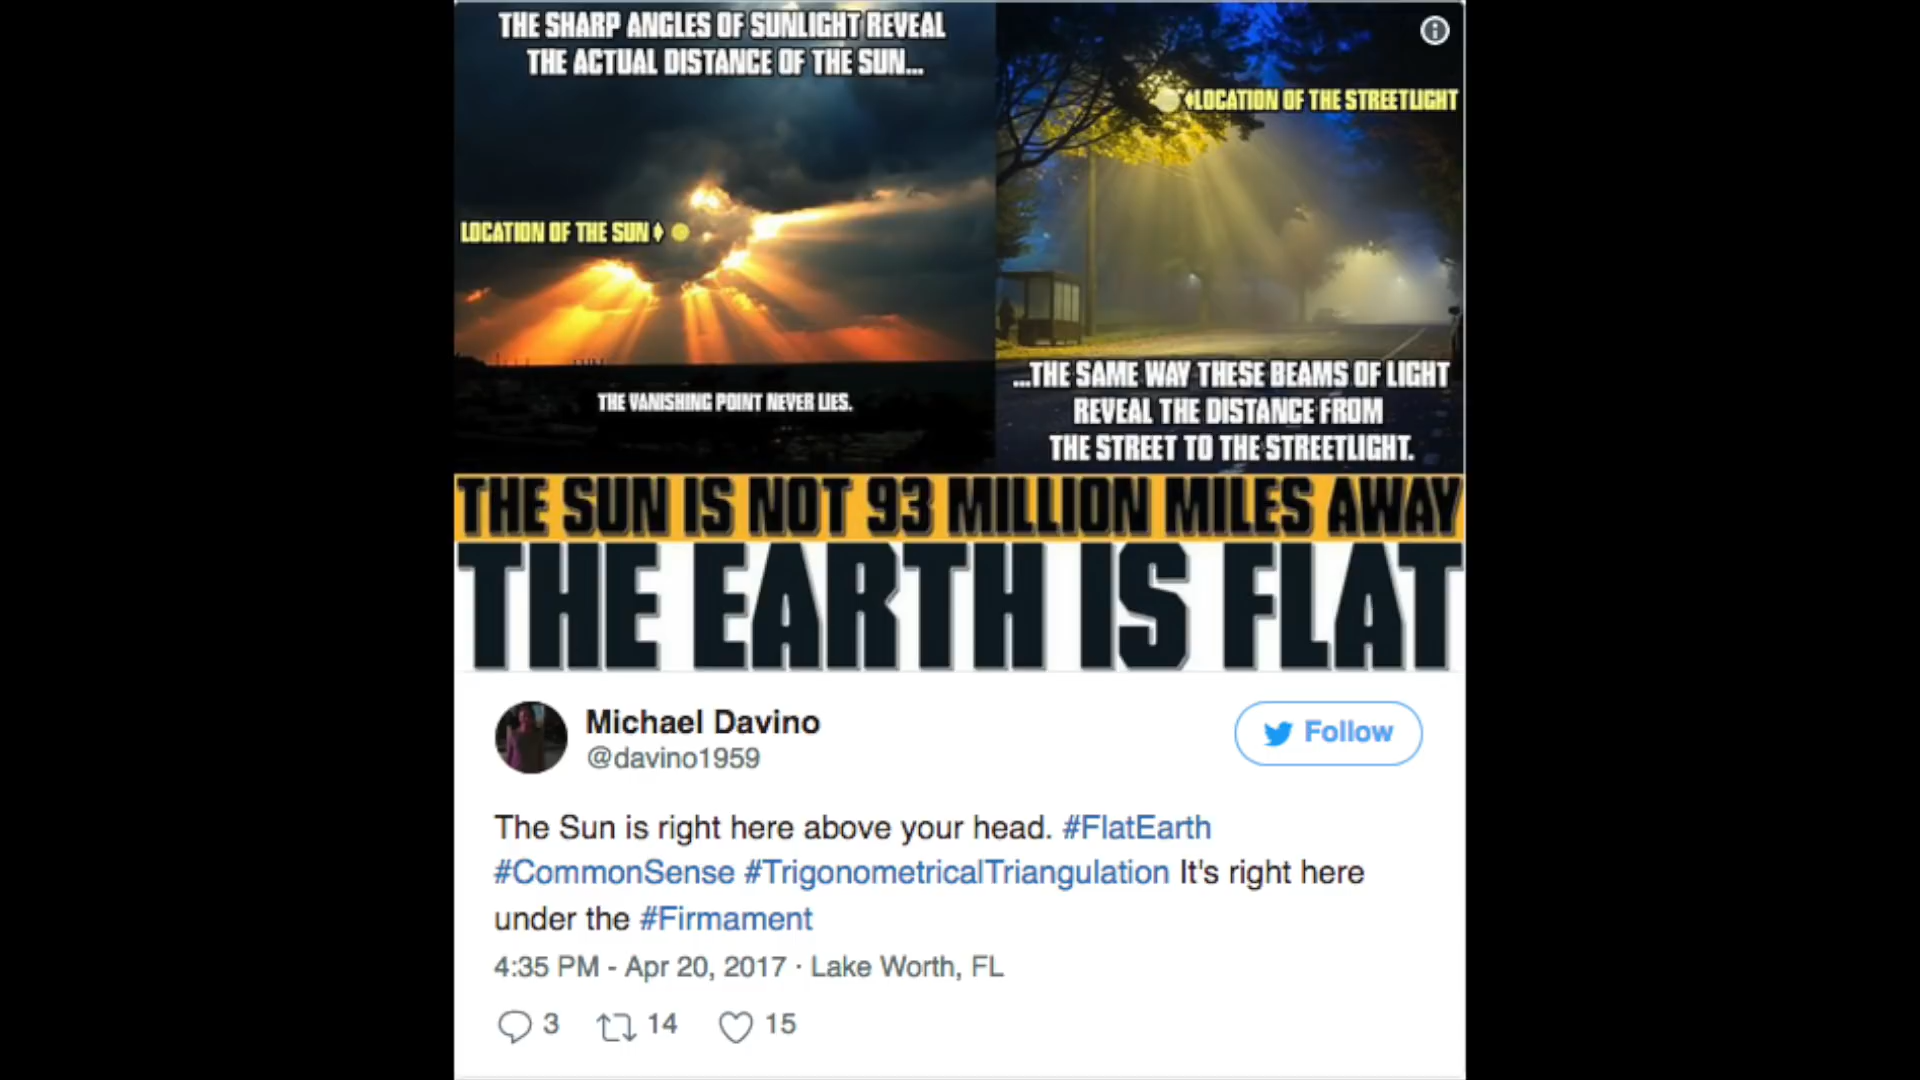 THE SHARP ANGLES OF SUNLIGHT REVEAL
THE ACTUAL DISTANCE OF THE SUN...
LOCATION OF THE SUN
THE VANISHING POINT NEVER LIES.
LOCATION OF THE STREETLIGHT
...THE SAME WAY THESE BEAMS OF LIGHT
REVEAL THE DISTANCE FROM
THE STREET TO THE STREETLIGHT.
THE SUN IS NOT 93 MILLION MILES AWAY
THE EARTH IS FLAT
Michael Davino
@davino1959
Follow
The Sun is right here above your head. #FlatEarth
#CommonSense #TrigonometricalTriangulation It's right here
under the #Firmament
4:35 PM - Apr 20, 2017 · Lake Worth, FL
3 14 15